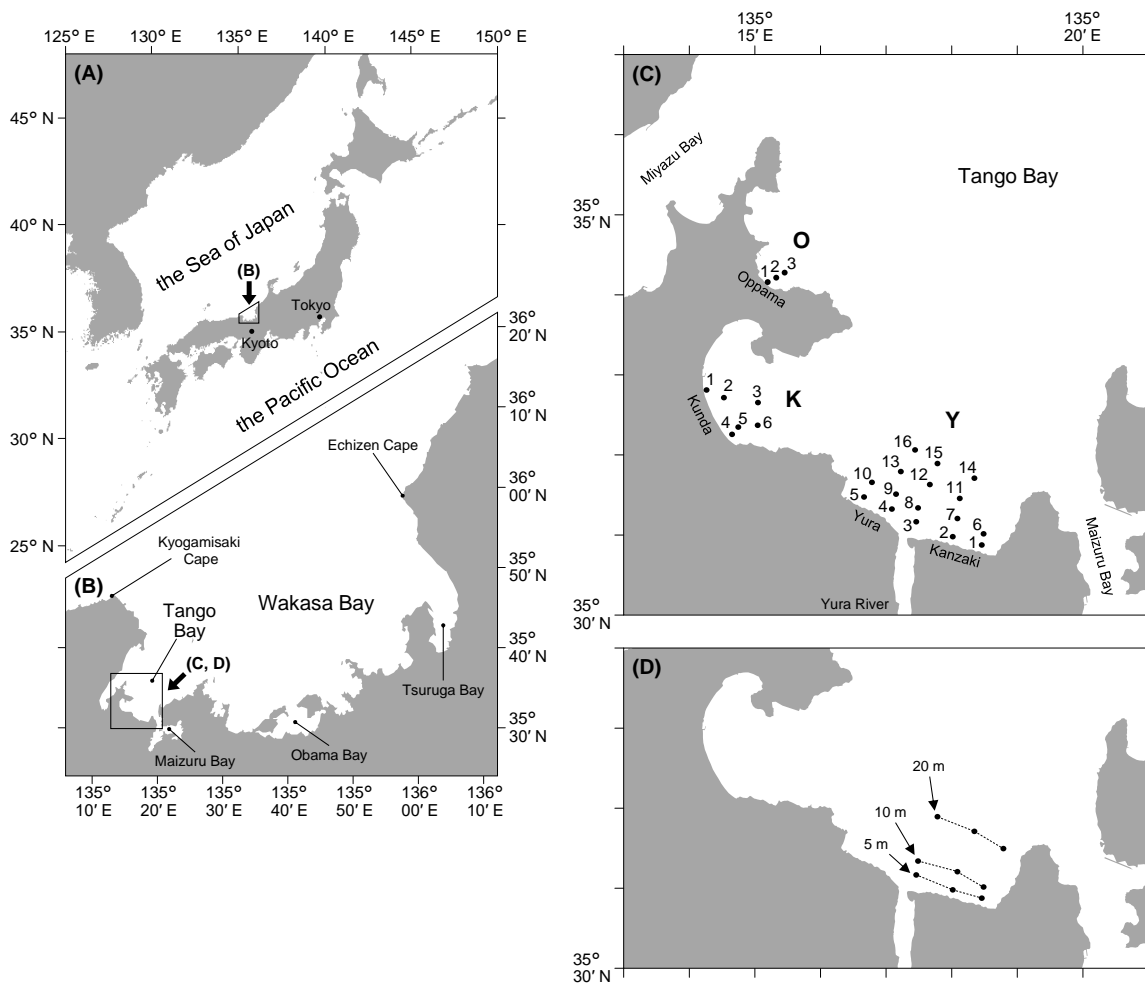 125° E
130° E
135° E
140° E
145° E
150° E
(A)
45° N
40° N
35° N
30° N
25° N
the Sea of Japan
(B)
Tokyo
Kyoto
the Pacific Ocean
36°
20′ N
36°
10′ N
36°
00′ N
35°
50′ N
35°
40′ N
35°
30′ N
Echizen Cape
Kyogamisaki
Cape
(B)
Wakasa Bay
Tango
Bay
(C, D)
Tsuruga Bay
Obama Bay
Maizuru Bay
135°
10′ E
135°
20′ E
135°
30′ E
135°
40′ E
135°
50′ E
136°
00′ E
136°
10′ E
135°
15′ E
135°
20′ E
(C)
Miyazu Bay
Tango Bay
35°
35′ N
O
1 2 3
Oppama
1 2 3
K
Kunda
4 5 6
Y
16 15
13 12 14
10 9 11
5 4 8 7 6
3 2 1
Yura
Kanzaki
Maizuru Bay
Yura River
35°
30′ N
(D)
20 m
10 m
5 m
35°
30′ N